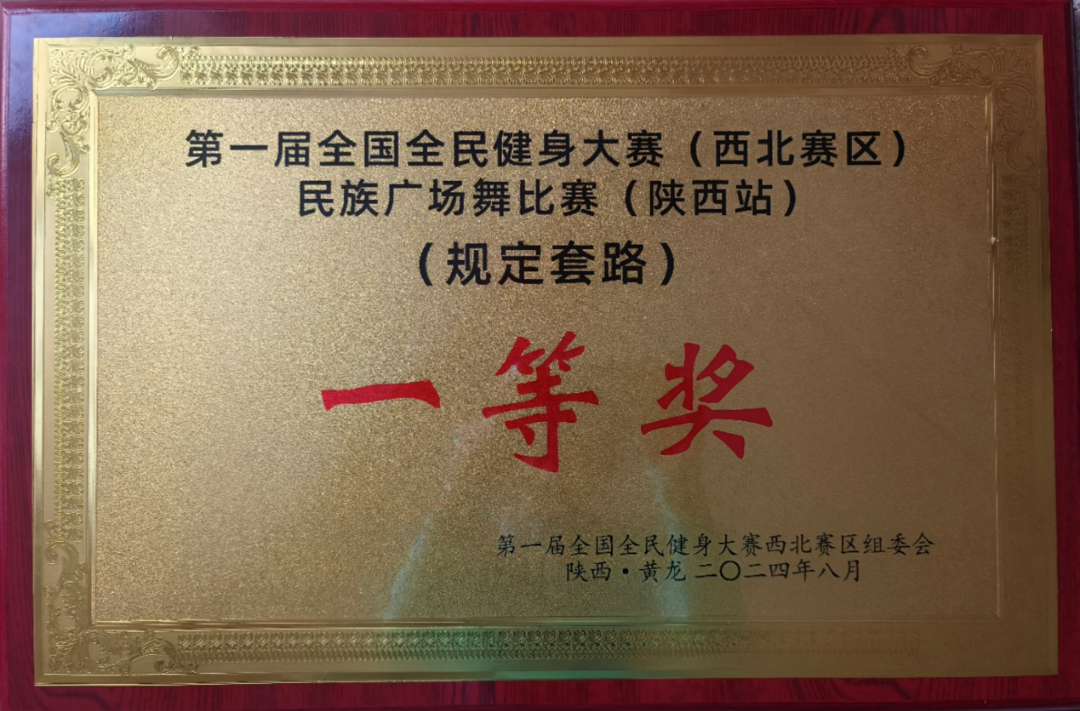 第一届全国全民健身大赛（西北赛区）
民族广场舞比赛（陕西站）
（规定套路）
一等奖
第一届全国全民健身大赛西北赛区组委会
陕西·黄龙 二〇二四年八月